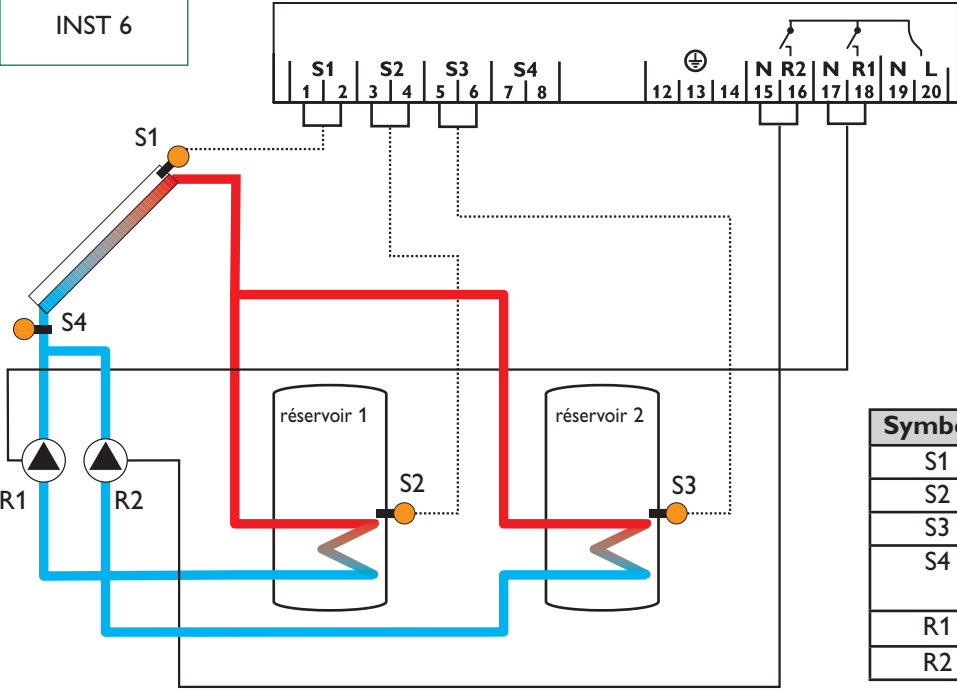 INST 6
S1 S2 S3 S4 N R2 N R1 N L
1 2 3 4 5 6 7 8 12 13 14 15 16 17 18 19 20
S1
S4
réservoir 1
réservoir 2
S2
S3
R1
R2
Symbo
S1
S2
S3
S4
R1
R2